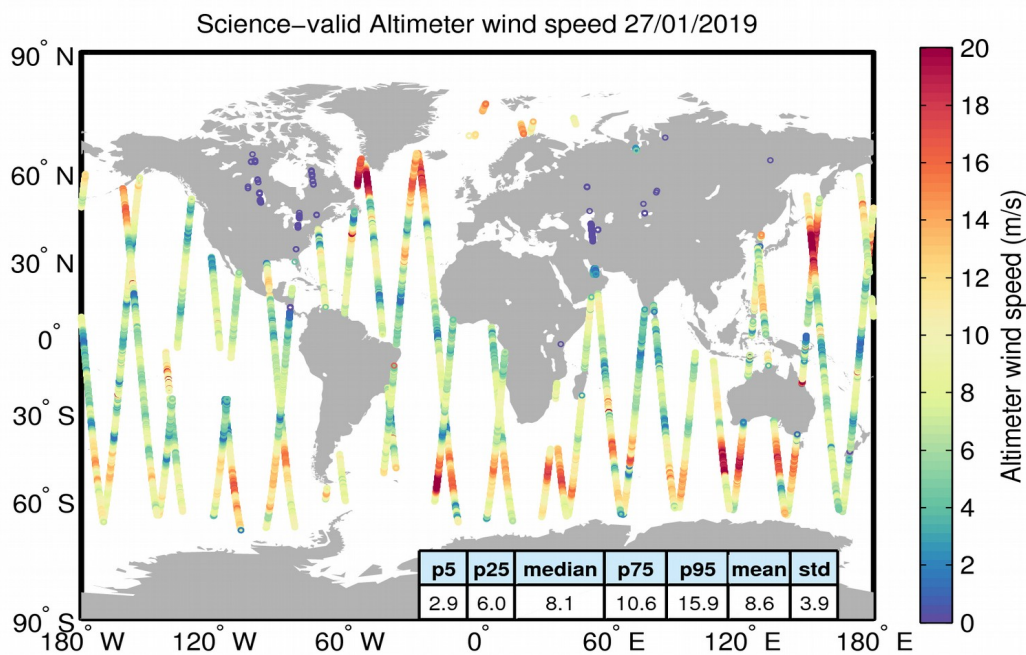 Science−valid Altimeter wind speed 27/01/2019
90° N
60° N
30° N
0°
30° S
60° S
90° S
180° W
120° W
60° W
0°
60° E
120° E
180° E
p5 p25 median p75 p95 mean std
2.9 6.0 8.1 10.6 15.9 8.6 3.9
20
18
16
14
12
10
8
6
4
2
0
Altimeter wind speed (m/s)